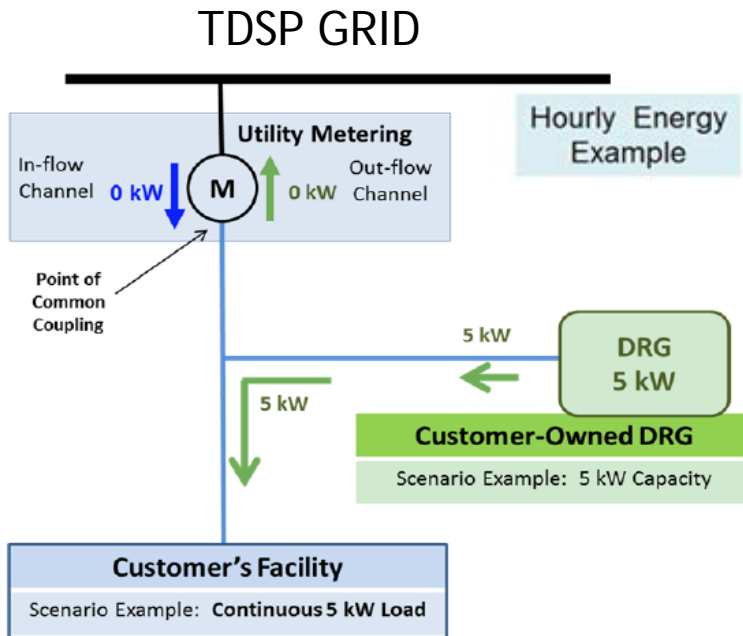 TDSP GRID
Hourly Energy
Example
Utility Metering
In-flow
Channel
0 kW
M
0 kW
Out-flow
Channel
Point of
Common
Coupling
5 kW
DRG
5 kW
5 kW
Customer-Owned DRG
Scenario Example: 5 kW Capacity
Customer's Facility
Scenario Example: Continuous 5 kW Load